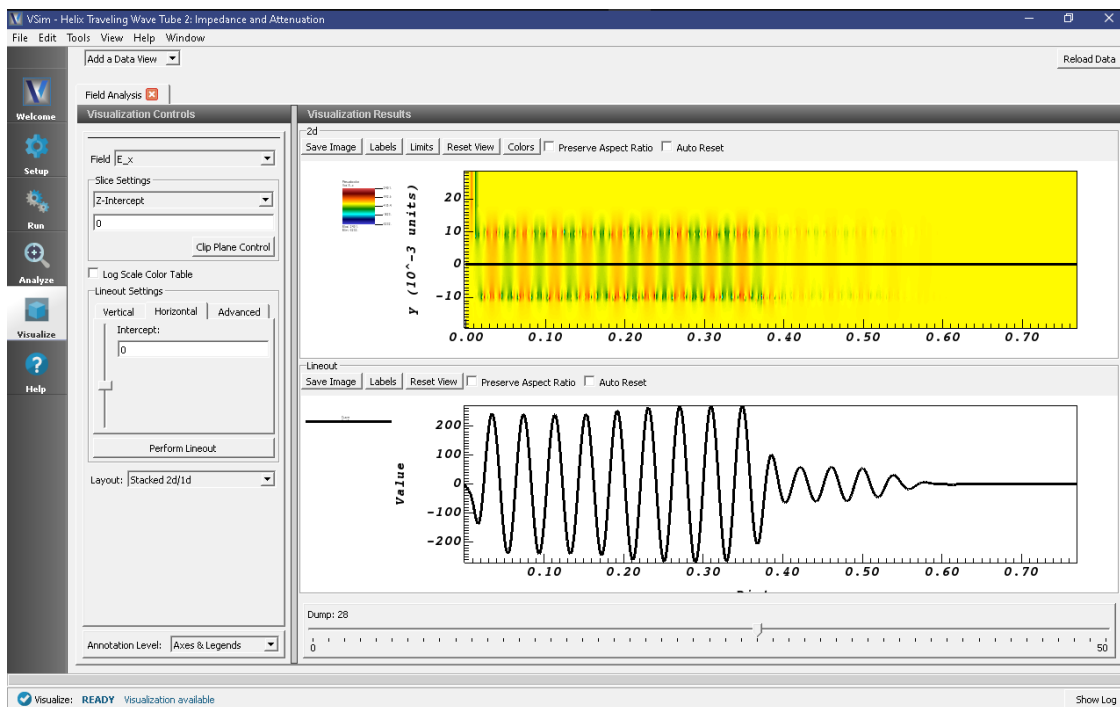 VSim - Helix Traveling Wave Tube 2: Impedance and Attenuation
File Edit Tools View Help Window
Add a Data View
Reload Data
Field Analysis
Welcome
Setup
Run
Analyze
Visualize
Help
Visualization Controls
Field E_x
Slice Settings
Z-Intercept
0
Clip Plane Control
Log Scale Color Table
Lineout Settings
Vertical Horizontal Advanced
Intercept:
0
Perform Lineout
Layout: Stacked 2d/1d
Annotation Level: Axes & Legends
Visualization Results
2d
Save Image Labels Limits Reset View Colors Preserve Aspect Ratio Auto Reset
Y (10^-3 units)
20
10
0
-10
0.00 0.10 0.20 0.30 0.40 0.50 0.60 0.70
Lineout
Save Image Labels Reset View Preserve Aspect Ratio Auto Reset
Value
200
100
0
-100
-200
0.10 0.20 0.30 0.40 0.50 0.60 0.70
Dump: 28
0 50
Visualize: READY Visualization available
Show Log